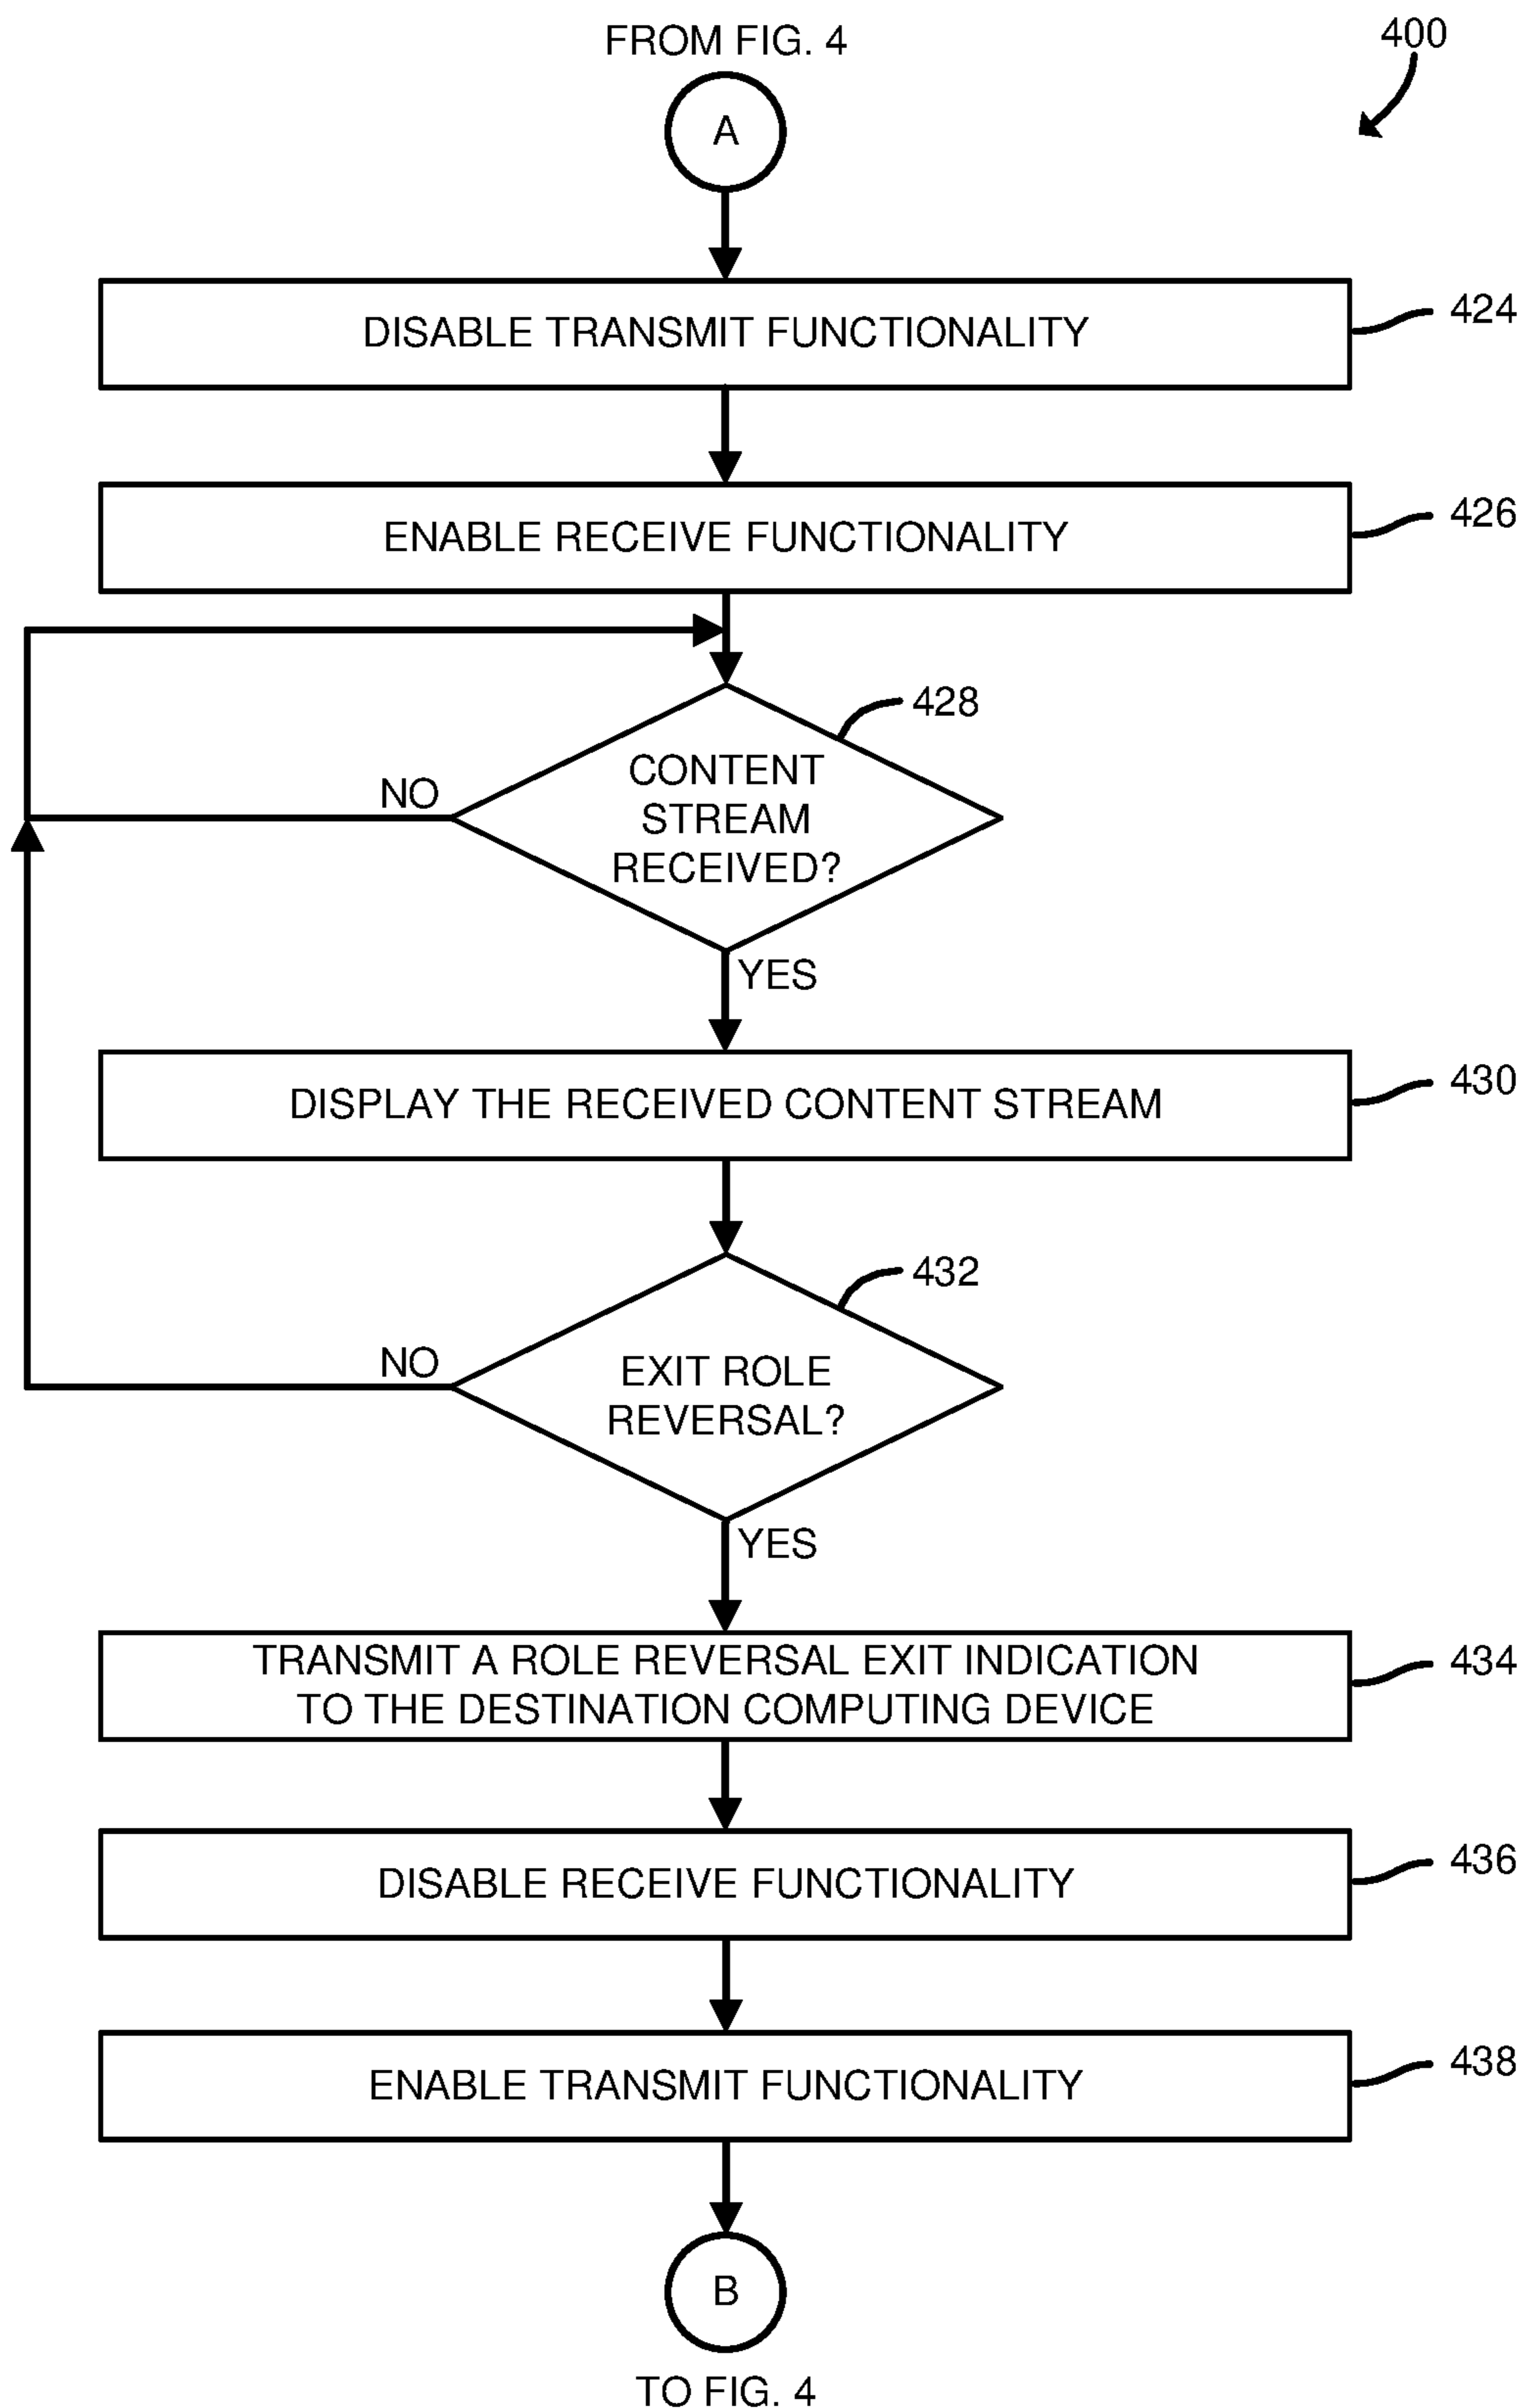 FROM FIG. 4
400
A
DISABLE TRANSMIT FUNCTIONALITY
424
ENABLE RECEIVE FUNCTIONALITY
426
428
CONTENT
STREAM
RECEIVED?
NO
YES
DISPLAY THE RECEIVED CONTENT STREAM
430
432
EXIT ROLE
REVERSAL?
NO
YES
TRANSMIT A ROLE REVERSAL EXIT INDICATION
TO THE DESTINATION COMPUTING DEVICE
434
DISABLE RECEIVE FUNCTIONALITY
436
ENABLE TRANSMIT FUNCTIONALITY
438
B
TO FIG. 4